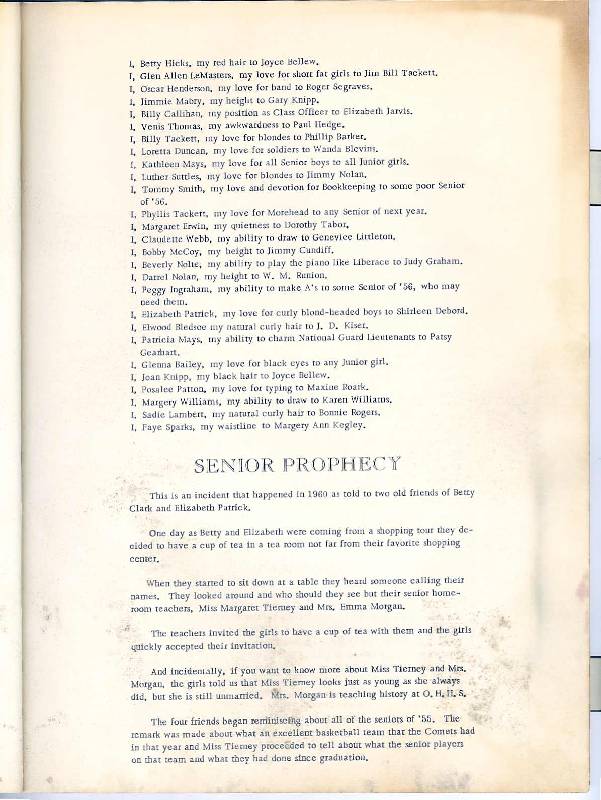 I, Betty Hicks, my red hair to Joyce Bellew.
I, Glen Allen LeMasters, my love for short fat girls to Jim Bill Tackett.
I, Oscar Henderson, my love for band to Roger Segraves.
I, Jimmie Mabry, my height to Gary Knipp.
I, Billy Callihan, my position as Class Officer to Elizabeth Jarvis.
I, Venis Thomas, my awkwardness to Paul Hedge.
I, Billy Tackett, my love for blondes to Phillip Barker.
I, Loretta Duncan, my love for soldiers to Wanda Blevins.
I, Kathleen Mays, my love for all Senior boys to all Junior girls.
I, Luther Suttles, my love for blondes to Jimmy Nolan.
I, Tommy Smith, my love and devotion for Bookkeeping to some poor Senior
of '56.
I, Phyllis Tackett, my love for Morehead to any Senior of next year.
I, Margaret Erwin, my quietness to Dorothy Tabor.
I, Claudette Webb, my ability to draw to Genevice Littleton.
I, Bobby McCoy, my height to Jimmy Cundiff.
I, Beverly Nolte, my ability to play the piano like Liberace to Judy Graham.
I, Darrel Nolan, my height to W. M. Runion.
I, Peggy Ingraham, my ability to make A's to some Senior of '56, who may
need them.
I, Elizabeth Patrick, my love for curly blond-headed boys to Shirleen Debord.
I, Elwood Bledsoe my natural curly hair to J. D. Kiser.
I, Patricia Mays, my ability to charm National Guard Lieutenants to Patsy
Gearhart.
I, Glenna Bailey, my love for black eyes to any Junior girl.
I, Joan Knipp, my black hair to Joyce Bellew.
I, Posalee Patton, my love for typing to Maxine Roark.
I, Margery Williams, my ability to draw to Karen Williams.
I, Sadie Lambert, my natural curly hair to Bonnie Rogers.
I, Faye Sparks, my waistline to Margery Ann Kegley.
SENIOR PROPHECY
This is an incident that happened in 1960 as told to two old friends of Betty
Clark and Elizabeth Patrick.
One day as Betty and Elizabeth were coming from a shopping tour they de-
cided to have a cup of tea in a tea room not far from their favorite shopping
center.
When they started to sit down at a table they heard someone calling their
names. They looked around and who should they see but their senior home-
room teachers, Miss Margaret Tierney and Mrs. Emma Morgan.
The teachers invited the girls to have a cup of tea with them and the girls
quickly accepted their invitation.
And incidentally, if you want to know more about Miss Tierney and Mrs.
Morgan, the girls told us that Miss Tierney looks just as young as she always
did, but she is still unmarried. Mrs. Morgan is teaching history at O. H. H. S.
The four friends began reminiscing about all of the seniors of '55. The
remark was made about what an excellent basketball team that the Comets had
in that year and Miss Tierney proceeded to tell about what the senior players
on that team and what they had done since graduation.